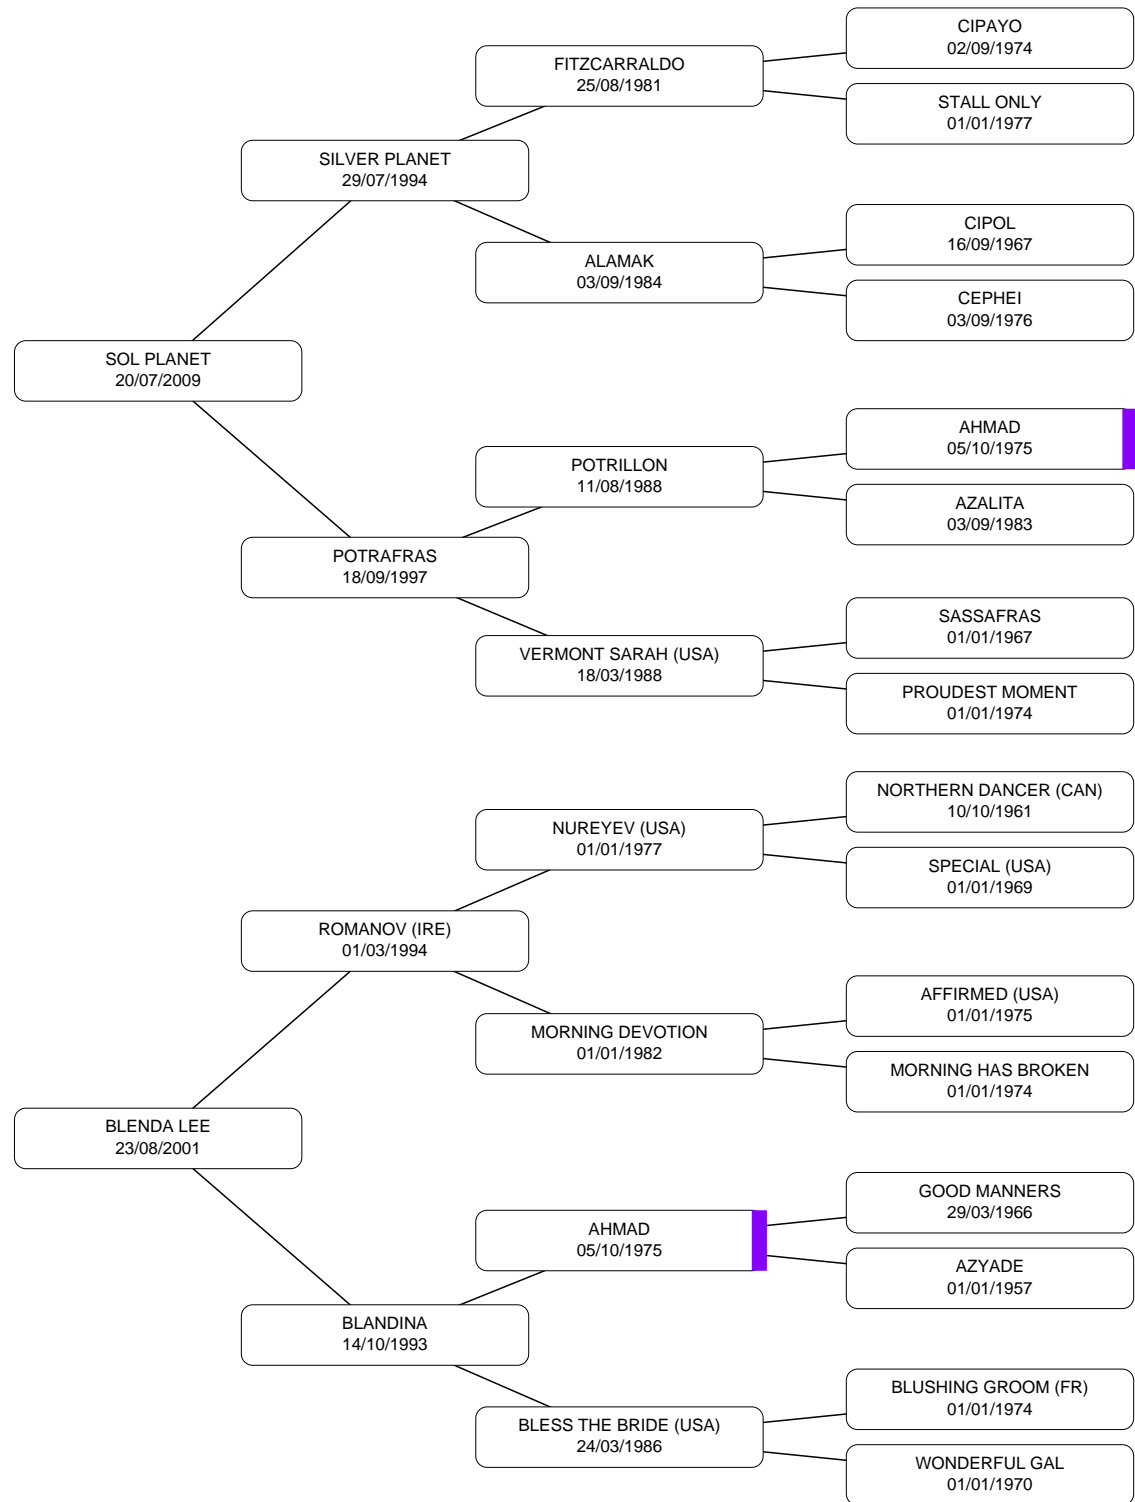 CIPAYO
02/09/1974
FITZCARRALDO
25/08/1981
STALL ONLY
01/01/1977
SILVER PLANET
29/07/1994
CIPOL
16/09/1967
ALAMAK
03/09/1984
CEPHEI
03/09/1976
SOL PLANET
20/07/2009
AHMAD
05/10/1975
POTRILLON
11/08/1988
AZALITA
03/09/1983
POTRAFRAS
18/09/1997
SASSAFRAS
01/01/1967
VERMONT SARAH (USA)
18/03/1988
PROUDEST MOMENT
01/01/1974
NORTHERN DANCER (CAN)
10/10/1961
NUREYEV (USA)
01/01/1977
SPECIAL (USA)
01/01/1969
ROMANOV (IRE)
01/03/1994
AFFIRMED (USA)
01/01/1975
MORNING DEVOTION
01/01/1982
MORNING HAS BROKEN
01/01/1974
BLENDA LEE
23/08/2001
GOOD MANNERS
29/03/1966
AHMAD
05/10/1975
AZYADE
01/01/1957
BLANDINA
14/10/1993
BLUSHING GROOM (FR)
01/01/1974
BLESS THE BRIDE (USA)
24/03/1986
WONDERFUL GAL
01/01/1970